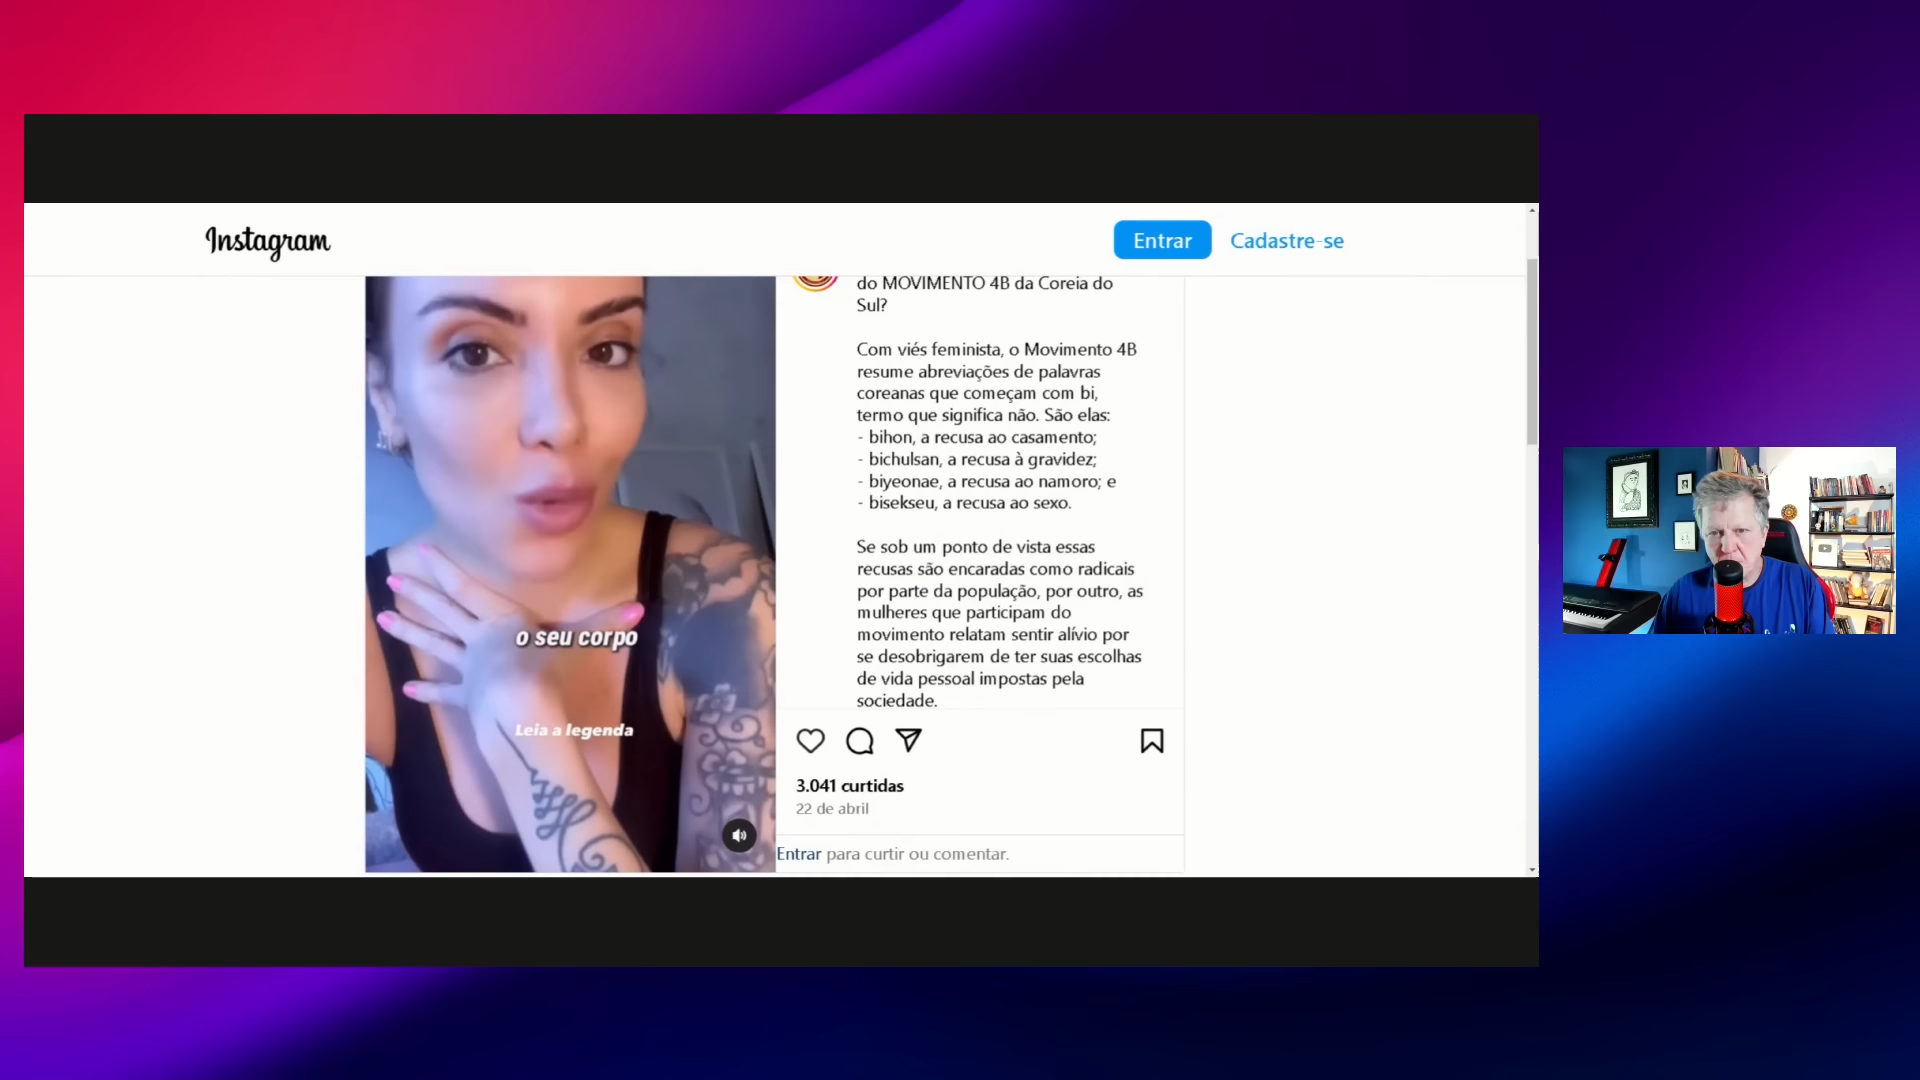 Instagram
Entrar
Cadastre-se
do MOVIMENTO 4B da Coreia do
Sul?
Com viés feminista, o Movimento 4B
resume abreviações de palavras
coreanas que começam com bi,
termo que significa não. São elas:
- bihon, a recusa ao casamento;
- bichulsan, a recusa à gravidez;
- biyeonae, a recusa ao namoro; e
- bisekseu, a recusa ao sexo.
Se sob um ponto de vista essas
recusas são encaradas como radicais
por parte da população, por outro, as
mulheres que participam do
movimento relatam sentir alívio por
se desobrigarem de ter suas escolhas
de vida pessoal impostas pela
sociedade.
o seu corpo
Leia a legenda
3.041 curtidas
22 de abril
Entrar para curtir ou comentar.